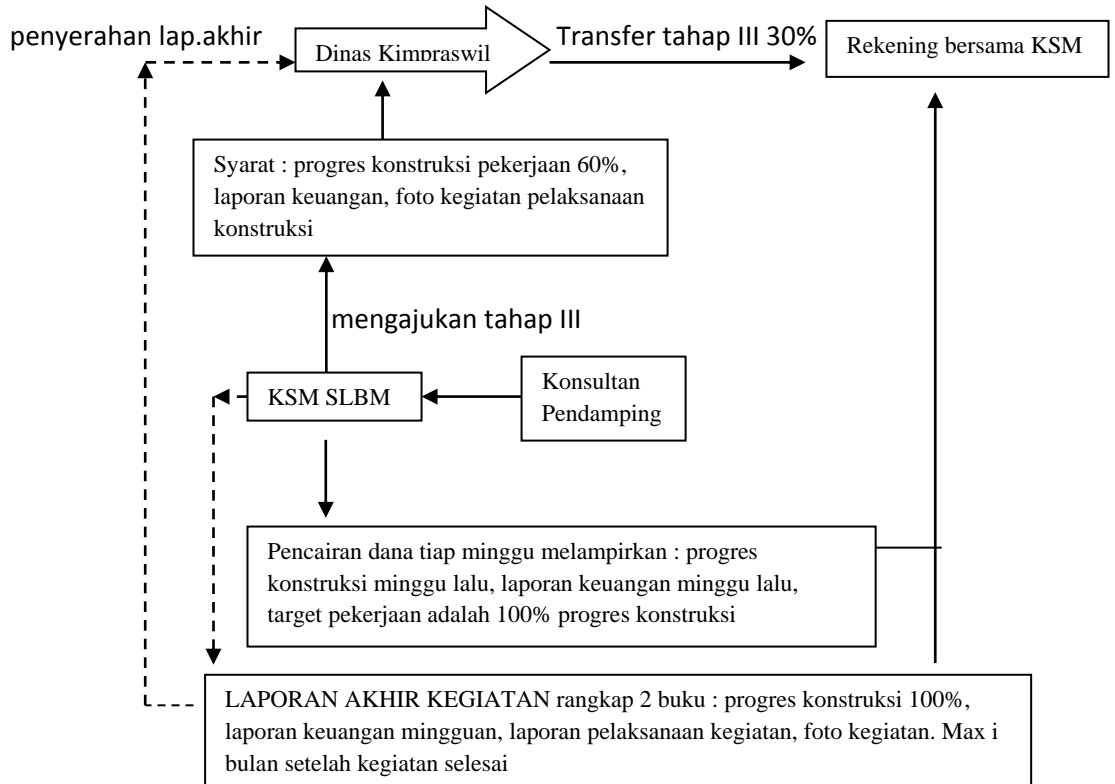 penyerahan lap.akhir
Dinas Kimpraswil
Transfer tahap III 30%
Rekening bersama KSM
Syarat : progres konstruksi pekerjaan 60%,
laporan keuangan, foto kegiatan pelaksanaan
konstruksi
mengajukan tahap III
KSM SLBM
Konsultan
Pendamping
Pencairan dana tiap minggu melampirkan : progres
konstruksi minggu lalu, laporan keuangan minggu lalu,
target pekerjaan adalah 100% progres konstruksi
LAPORAN AKHIR KEGIATAN rangkap 2 buku : progres konstruksi 100%,
laporan keuangan mingguan, laporan pelaksanaan kegiatan, foto kegiatan. Max i
bulan setelah kegiatan selesai